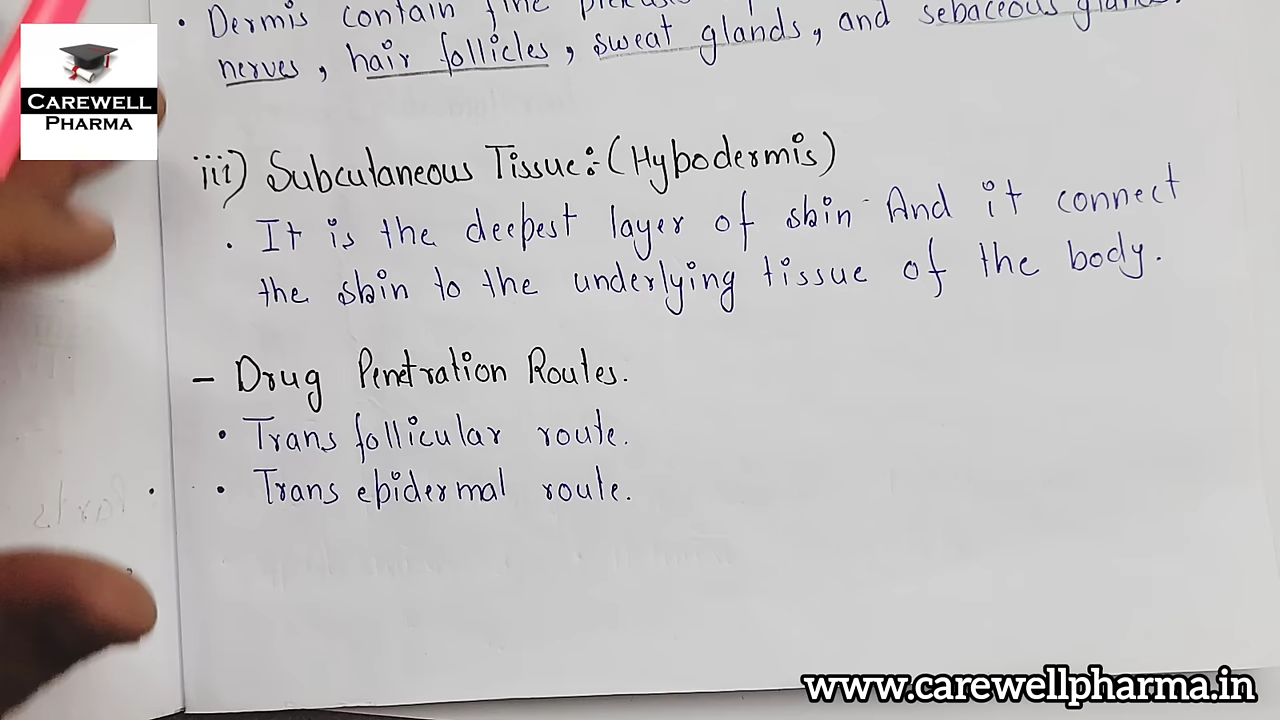 • Dermis contain fine
nerves, hair follicles, sweat glands, and sebaceous glands.
CAREWELL
PHARMA
iii) Subcutaneous Tissue:- (Hybodermis)
• It is the deepest layer of skin And it connect
the skin to the underlying tissue of the body.
- Drug Penetration Routes.
• Trans follicular route.
• Trans epidermal route.
www.carewellpharma.in